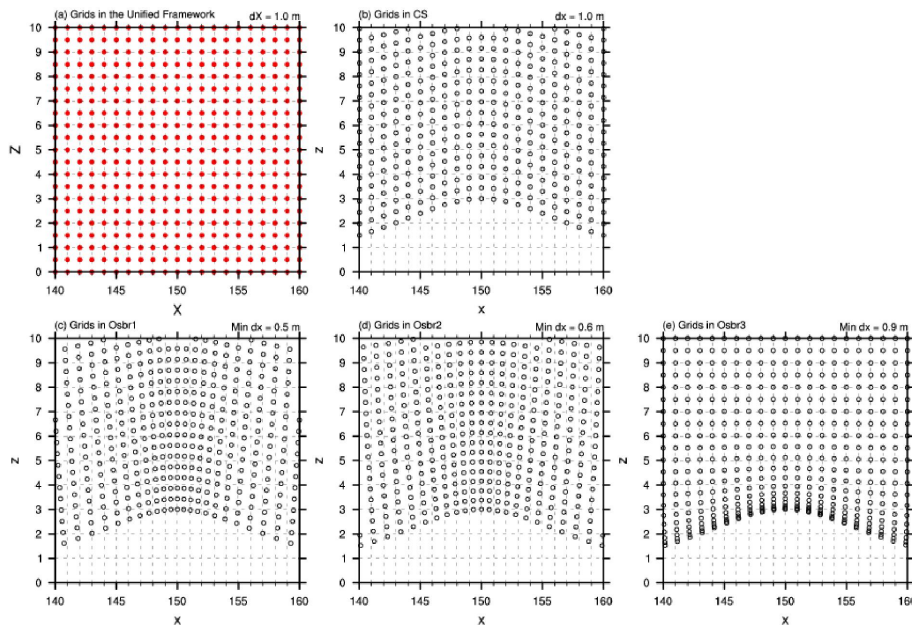 (a) Grids in the Unified Framework dX = 1.0 m
10
9
8
7
6
5
4
3
2
1
0
Z
140 145 150 155 160
X
(b) Grids in CS dx = 1.0 m
10
9
8
7
6
5
4
3
2
1
0
z
140 145 150 155 160
x
(c) Grids in Osbr1 Min dx = 0.5 m
10
9
8
7
6
5
4
3
2
1
0
z
140 145 150 155 160
x
(d) Grids in Osbr2 Min dx = 0.6 m
10
9
8
7
6
5
4
3
2
1
0
z
140 145 150 155 160
x
(e) Grids in Osbr3 Min dx = 0.9 m
10
9
8
7
6
5
4
3
2
1
0
z
140 145 150 155 160
x